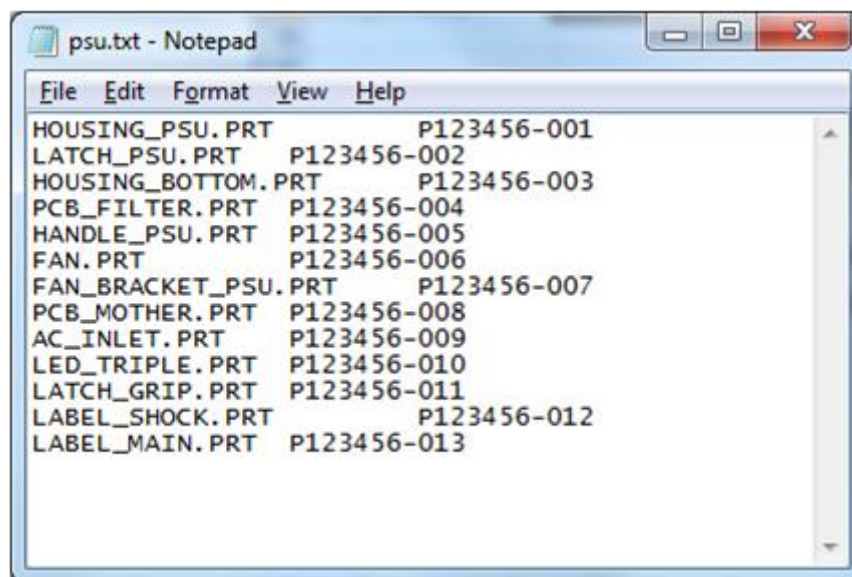 psu.txt - Notepad
File Edit Format View Help
HOUSING_PSU.PRT P123456-001
LATCH_PSU.PRT P123456-002
HOUSING_BOTTOM.PRT P123456-003
PCB_FILTER.PRT P123456-004
HANDLE_PSU.PRT P123456-005
FAN.PRT P123456-006
FAN_BRACKET_PSU.PRT P123456-007
PCB_MOTHER.PRT P123456-008
AC_INLET.PRT P123456-009
LED_TRIPLE.PRT P123456-010
LATCH_GRIP.PRT P123456-011
LABEL_SHOCK.PRT P123456-012
LABEL_MAIN.PRT P123456-013